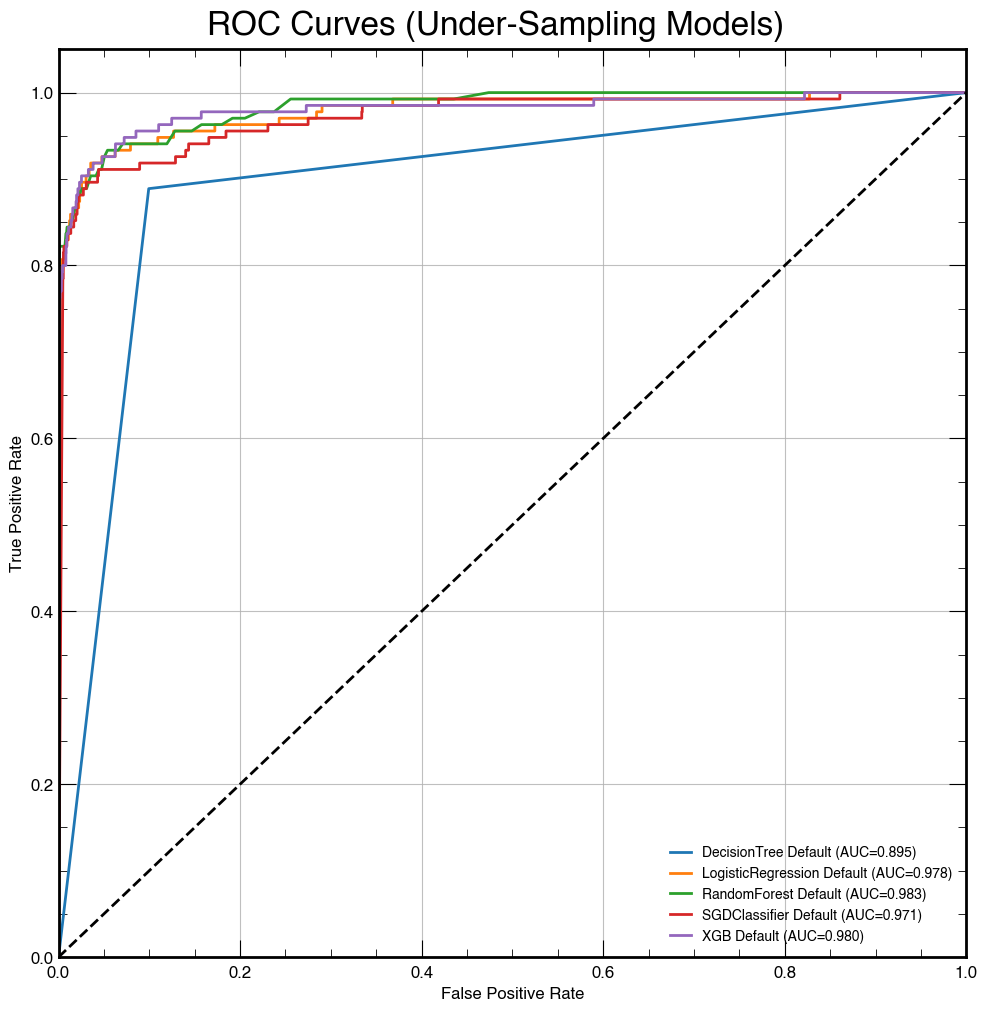 ROC Curves (Under-Sampling Models)
1.0
0.8
0.6
0.4
0.2
0.0
True Positive Rate
DecisionTree Default (AUC=0.895)
LogisticRegression Default (AUC=0.978)
RandomForest Default (AUC=0.983)
SGDClassifier Default (AUC=0.971)
XGB Default (AUC=0.980)
0.0 0.2 0.4 0.6 0.8 1.0
False Positive Rate